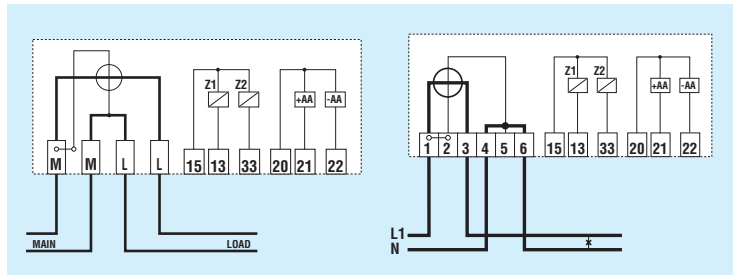 Z1 Z2
+AA -AA
M M L L 15 13 33 20 21 22
MAIN LOAD
Z1 Z2
+AA -AA
1 2 3 4 5 6 15 13 33 20 21 22
L1
N